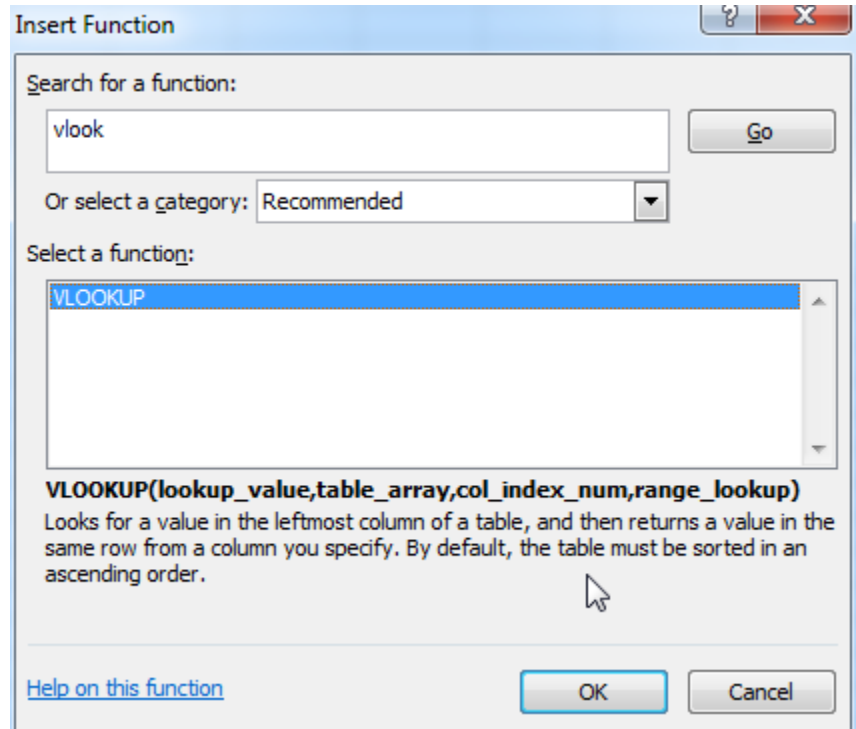 Insert Function
Search for a function:
vlook
Go
Or select a category: Recommended
Select a function:
VLOOKUP
VLOOKUP(lookup_value,table_array,col_index_num,range_lookup)
Looks for a value in the leftmost column of a table, and then returns a value in the
same row from a column you specify. By default, the table must be sorted in an
ascending order.
Help on this function
OK
Cancel